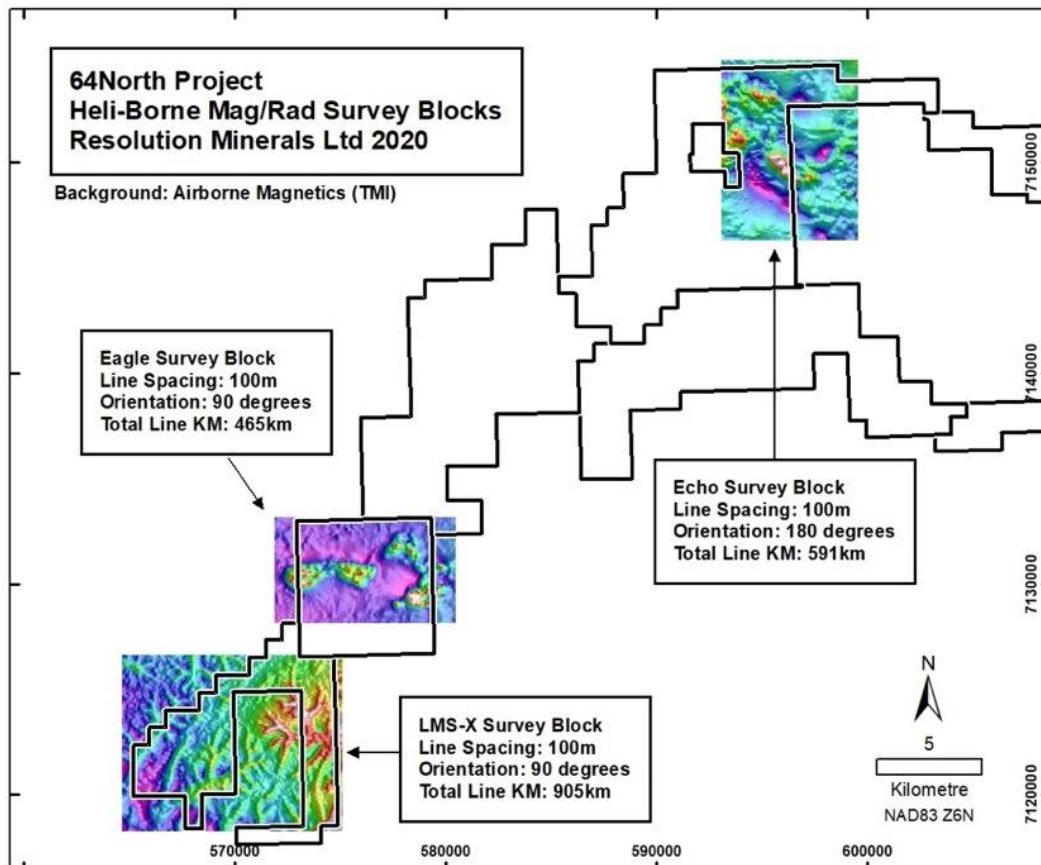 64North Project
Heli-Borne Mag/Rad Survey Blocks
Resolution Minerals Ltd 2020
Background: Airborne Magnetics (TMI)
7150000
Eagle Survey Block
Line Spacing: 100m
Orientation: 90 degrees
Total Line KM: 465km
7140000
Echo Survey Block
Line Spacing: 100m
Orientation: 180 degrees
Total Line KM: 591km
7130000
LMS-X Survey Block
Line Spacing: 100m
Orientation: 90 degrees
Total Line KM: 905km
N
5
Kilometre
NAD83 Z6N
7120000
570000
580000
590000
600000